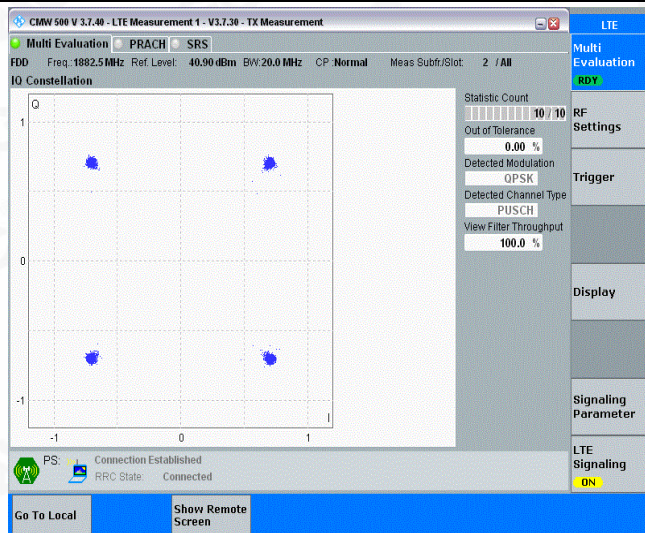 CMW 500 V 3.7.40 - LTE Measurement 1 - V3.7.30 - TX Measurement
LTE
Multi Evaluation PRACH SRS
Multi
Evaluation
RDY
FDD Freq.:1882.5 MHz Ref. Level: 40.90 dBm BW:20.0 MHz CP :Normal Meas Subfr/Slot: 2 / All
IQ Constellation
Q
1
0
-1
I
-1 0 1
Statistic Count
10 / 10
Out of Tolerance
0.00 %
Detected Modulation
QPSK
Detected Channel Type
PUSCH
View Filter Throughput
100.0 %
RF
Settings
Trigger
Display
Signaling
Parameter
LTE
Signaling
ON
PS: Connection Established
RRC State: Connected
Go To Local
Show Remote
Screen